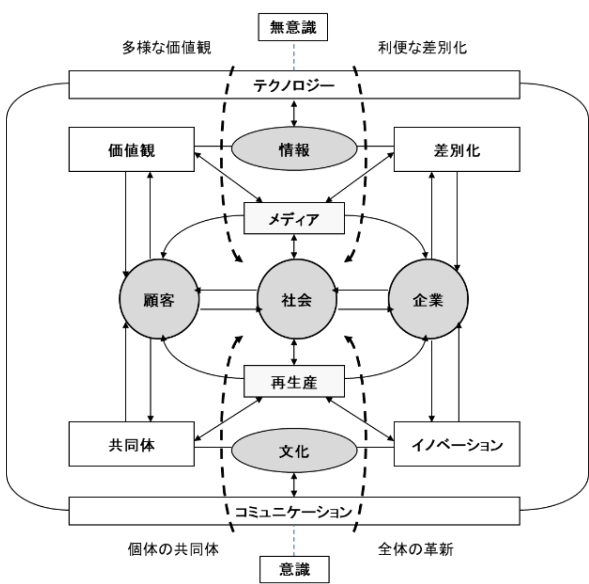 無意識
多様な価値観
利便な差別化
テクノロジー
価値観
情報
差別化
メディア
顧客
社会
企業
再生産
共同体
文化
イノベーション
コミュニケーション
個体の共同体
全体の革新
意識